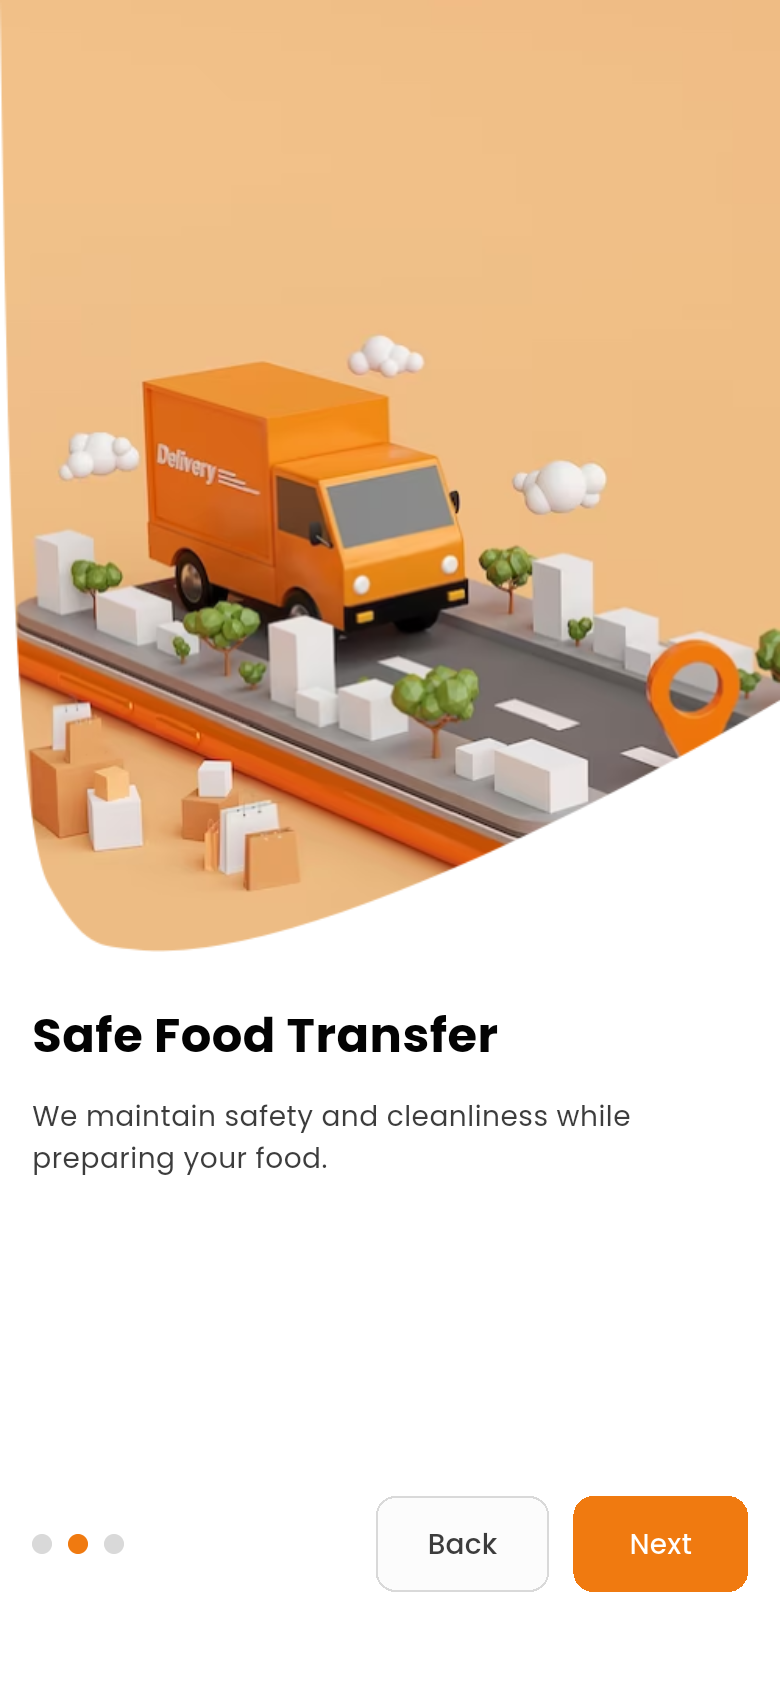 Delivery
Safe Food Transfer
We maintain safety and cleanliness while
preparing your food.
Back
Next